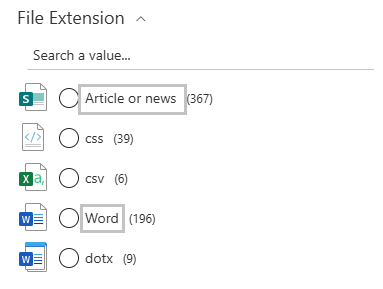 File Extension
Search a value...
Article or news (367)
css (39)
csv (6)
Word (196)
dotx (9)